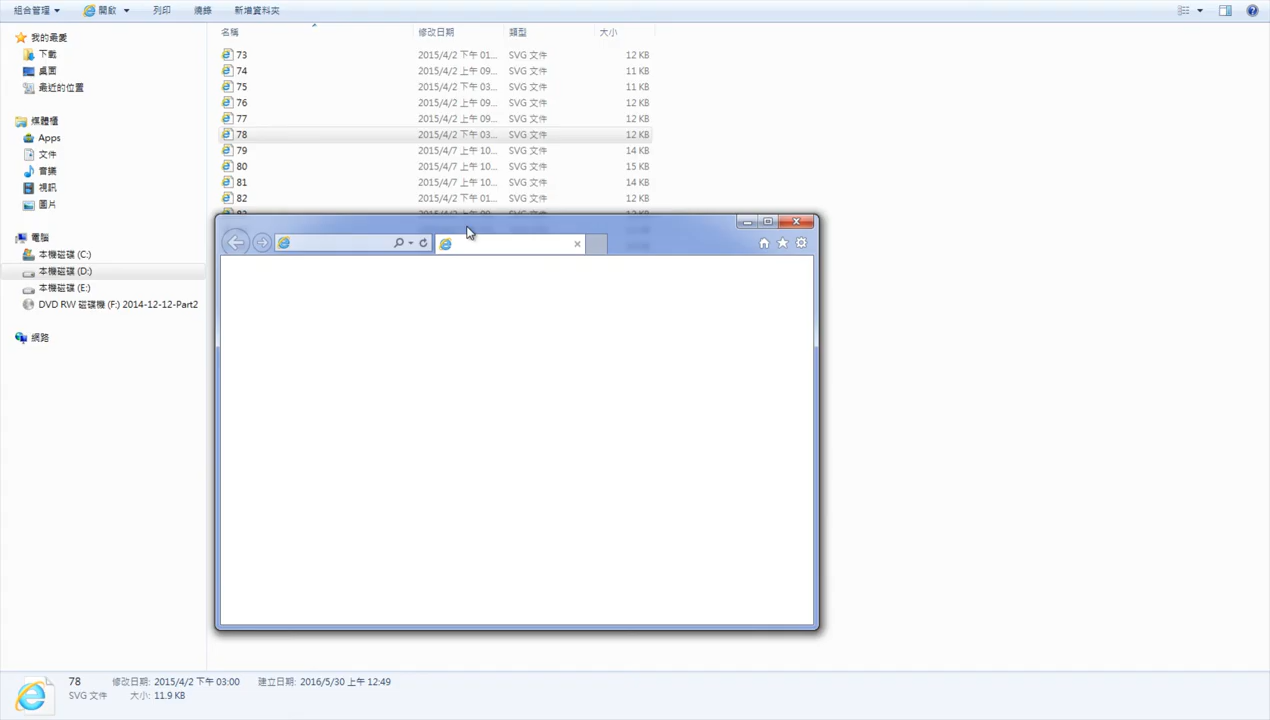 組合管理 開啟 列印 燒錄 新增資料夾
名稱 修改日期 類型 大小
我的最愛
下載
桌面
最近的位置
媒體櫃
Apps
文件
音樂
視訊
圖片
電腦
本機磁碟 (C:)
本機磁碟 (D:)
本機磁碟 (E:)
DVD RW 磁碟機 (F:) 2014-12-12-Part2
網路
73 2015/4/2 下午 01... SVG 文件 12 KB
74 2015/4/2 上午 09... SVG 文件 11 KB
75 2015/4/2 下午 03... SVG 文件 11 KB
76 2015/4/2 上午 09... SVG 文件 12 KB
77 2015/4/2 上午 09... SVG 文件 12 KB
78 2015/4/2 下午 03... SVG 文件 12 KB
79 2015/4/7 上午 10... SVG 文件 14 KB
80 2015/4/7 上午 10... SVG 文件 15 KB
81 2015/4/7 上午 10... SVG 文件 14 KB
82 2015/4/2 下午 01... SVG 文件 12 KB
78 修改日期: 2015/4/2 下午 03:00 建立日期: 2016/5/30 上午 12:49
SVG 文件 大小: 11.9 KB